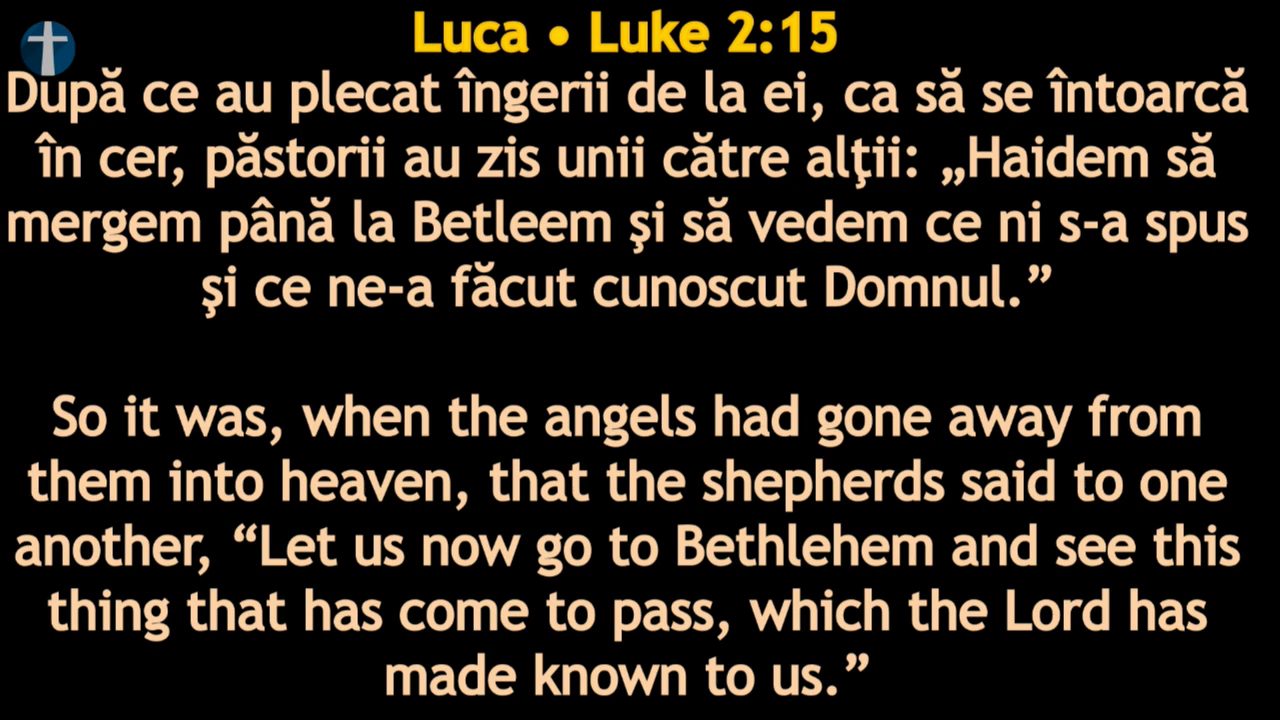 Luca • Luke 2:15
După ce au plecat îngerii de la ei, ca să se întoarcă
în cer, păstorii au zis unii către alţii: „Haidem să
mergem până la Betleem şi să vedem ce ni s-a spus
şi ce ne-a făcut cunoscut Domnul.”
So it was, when the angels had gone away from
them into heaven, that the shepherds said to one
another, “Let us now go to Bethlehem and see this
thing that has come to pass, which the Lord has
made known to us.”